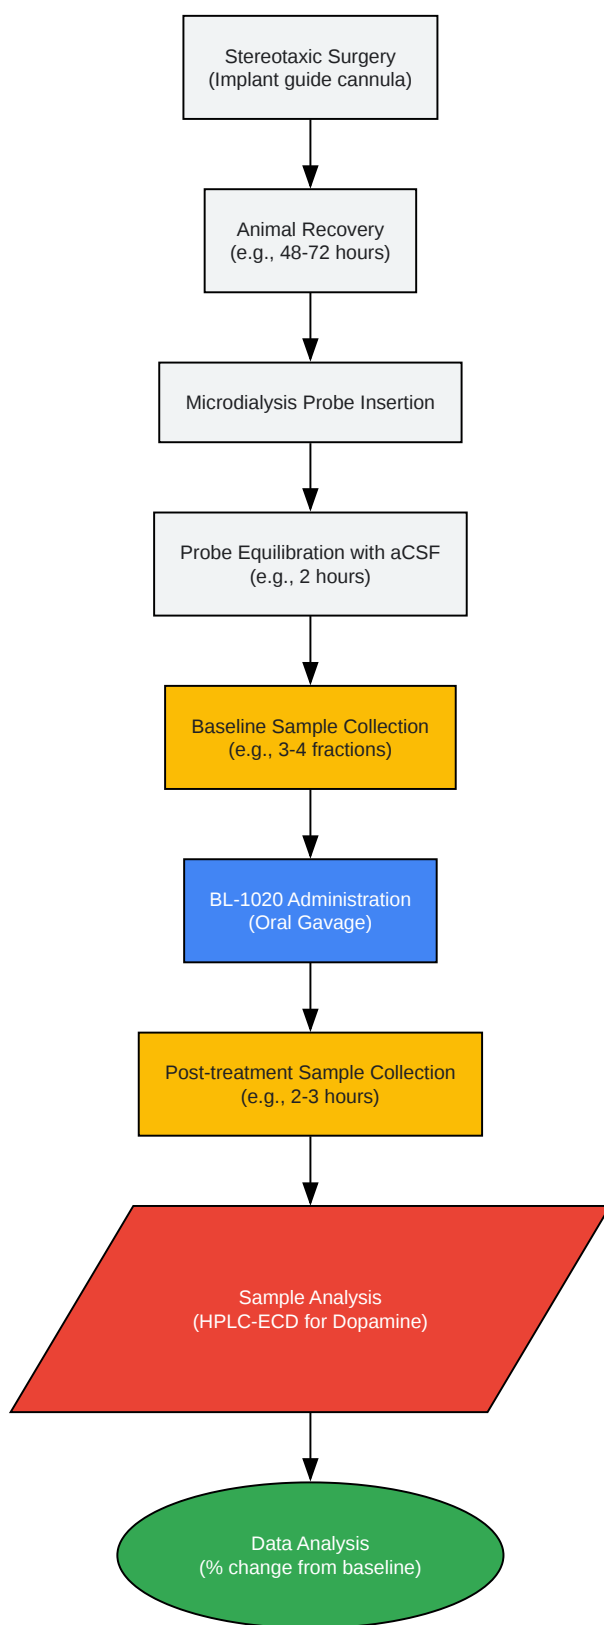 Stereotaxic Surgery
(Implant guide cannula)
Animal Recovery
(e.g., 48-72 hours)
Microdialysis Probe Insertion
Probe Equilibration with aCSF
(e.g., 2 hours)
Baseline Sample Collection
(e.g., 3-4 fractions)
BL-1020 Administration
(Oral Gavage)
Post-treatment Sample Collection
(e.g., 2-3 hours)
Sample Analysis
(HPLC-ECD for Dopamine)
Data Analysis
(% change from baseline)